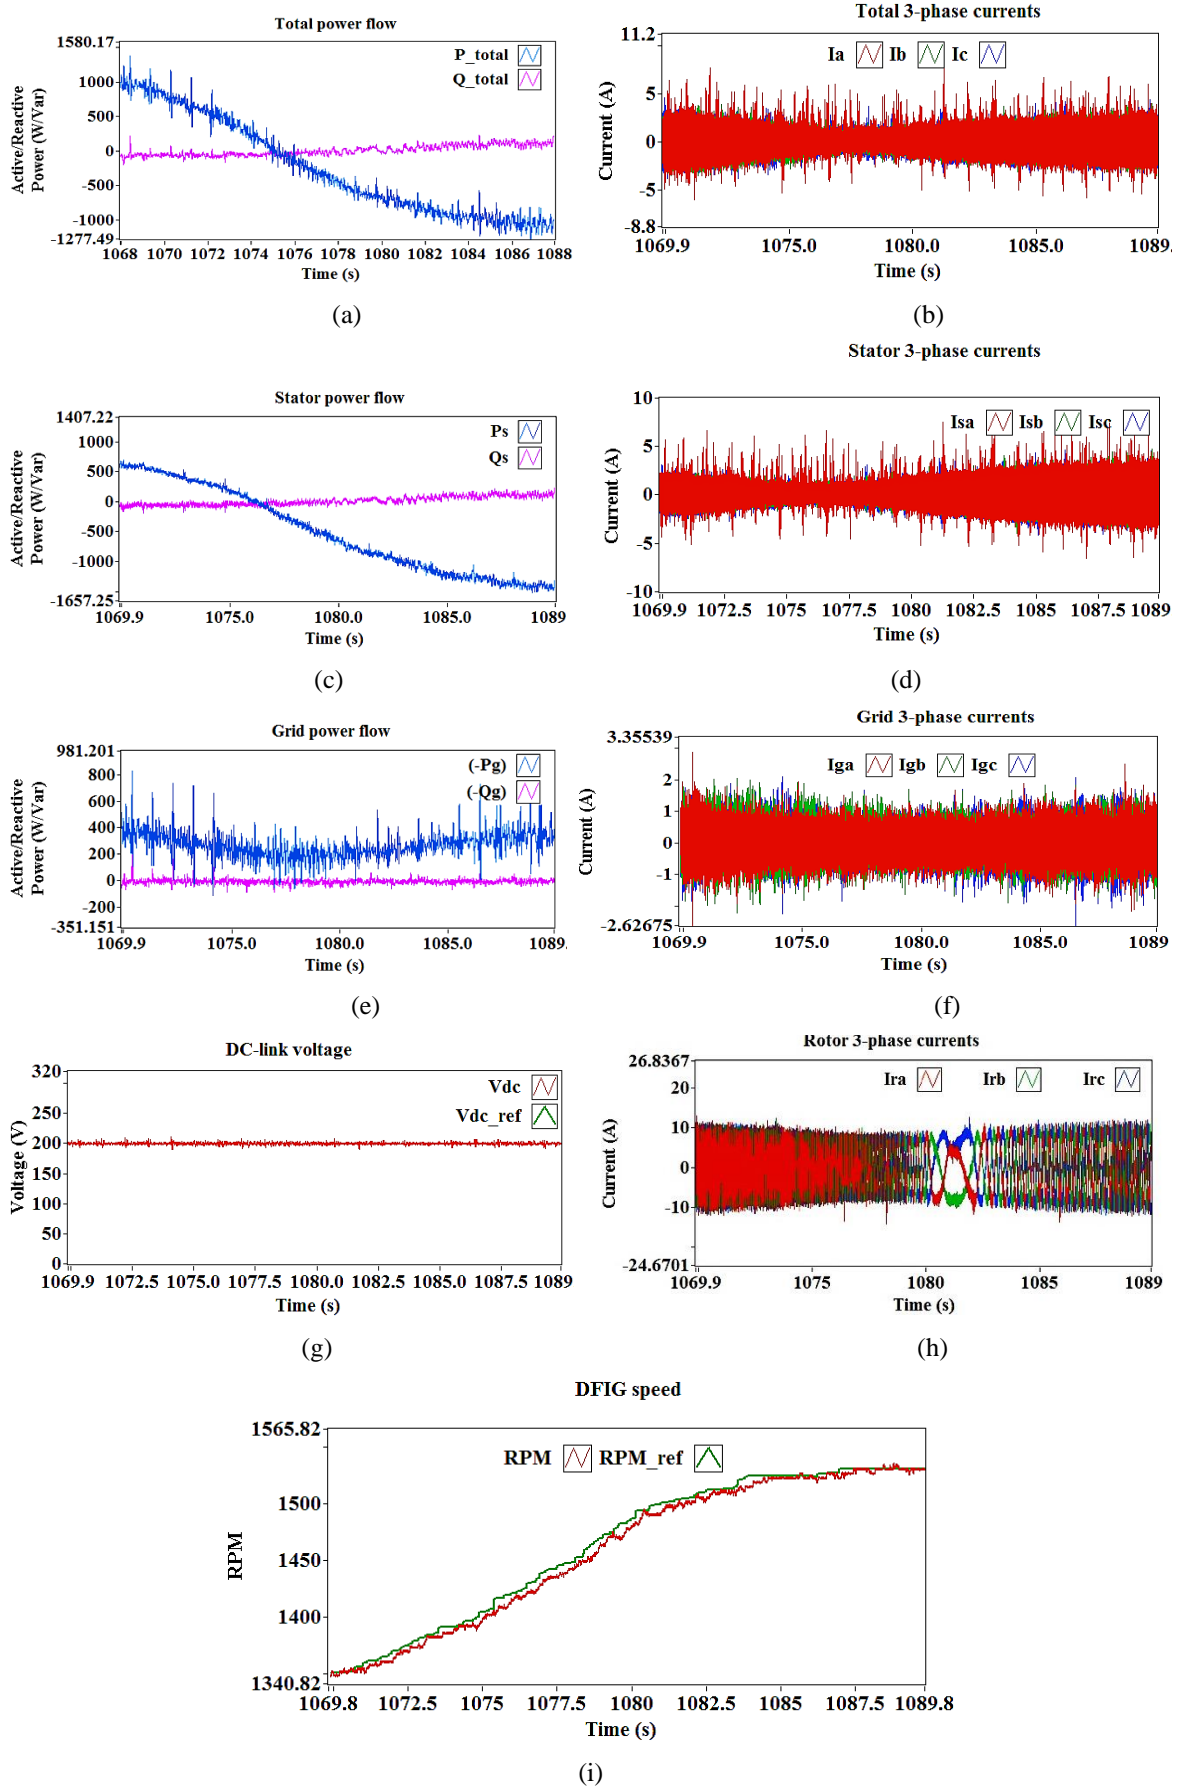 Total power flow
1580.17
1000
500
0
-500
-1000
-1277.49
Active/Reactive
Power (W/Var)
P_total
Q_total
1068 1070 1072 1074 1076 1078 1080 1082 1084 1086 1088
Time (s)
(a)
Total 3-phase currents
11.2
5
0
-5
-8.8
Current (A)
Ia Ib Ic
1069.9 1075.0 1080.0 1085.0 1089.
Time (s)
(b)
Stator power flow
1407.22
1000
500
0
-500
-1000
-1657.25
Active/Reactive
Power (W/Var)
Ps
Qs
1069.9 1075.0 1080.0 1085.0 1089
Time (s)
(c)
Stator 3-phase currents
10
5
0
-5
-10
Current (A)
Isa Isb Isc
1069.9 1072.5 1075 1077.5 1080 1082.5 1085 1087.5 1089
Time (s)
(d)
Grid power flow
981.201
800
600
400
200
0
-200
-351.151
Active/Reactive
Power (W/Var)
(-Pg)
(-Qg)
1069.9 1075.0 1080.0 1085.0 1089.
Time (s)
(e)
Grid 3-phase currents
3.35539
2
1
0
-1
-2.62675
Current (A)
Iga Igb Igc
1069.9 1075.0 1080.0 1085.0 1089
Time (s)
(f)
DC-link voltage
320
250
200
150
100
50
0
Voltage (V)
Vdc
Vdc_ref
1069.9 1072.5 1075.0 1077.5 1080.0 1082.5 1085.0 1087.5 1089
Time (s)
(g)
Rotor 3-phase currents
26.8367
20
10
0
-10
-24.6701
Current (A)
Ira Irb Irc
1069.9 1075 1080 1085 1089
Time (s)
(h)
DFIG speed
1565.82
1500
1450
1400
1340.82
RPM
RPM RPM_ref
1069.8 1072.5 1075 1077.5 1080 1082.5 1085 1087.5 1089.8
Time (s)
(i)